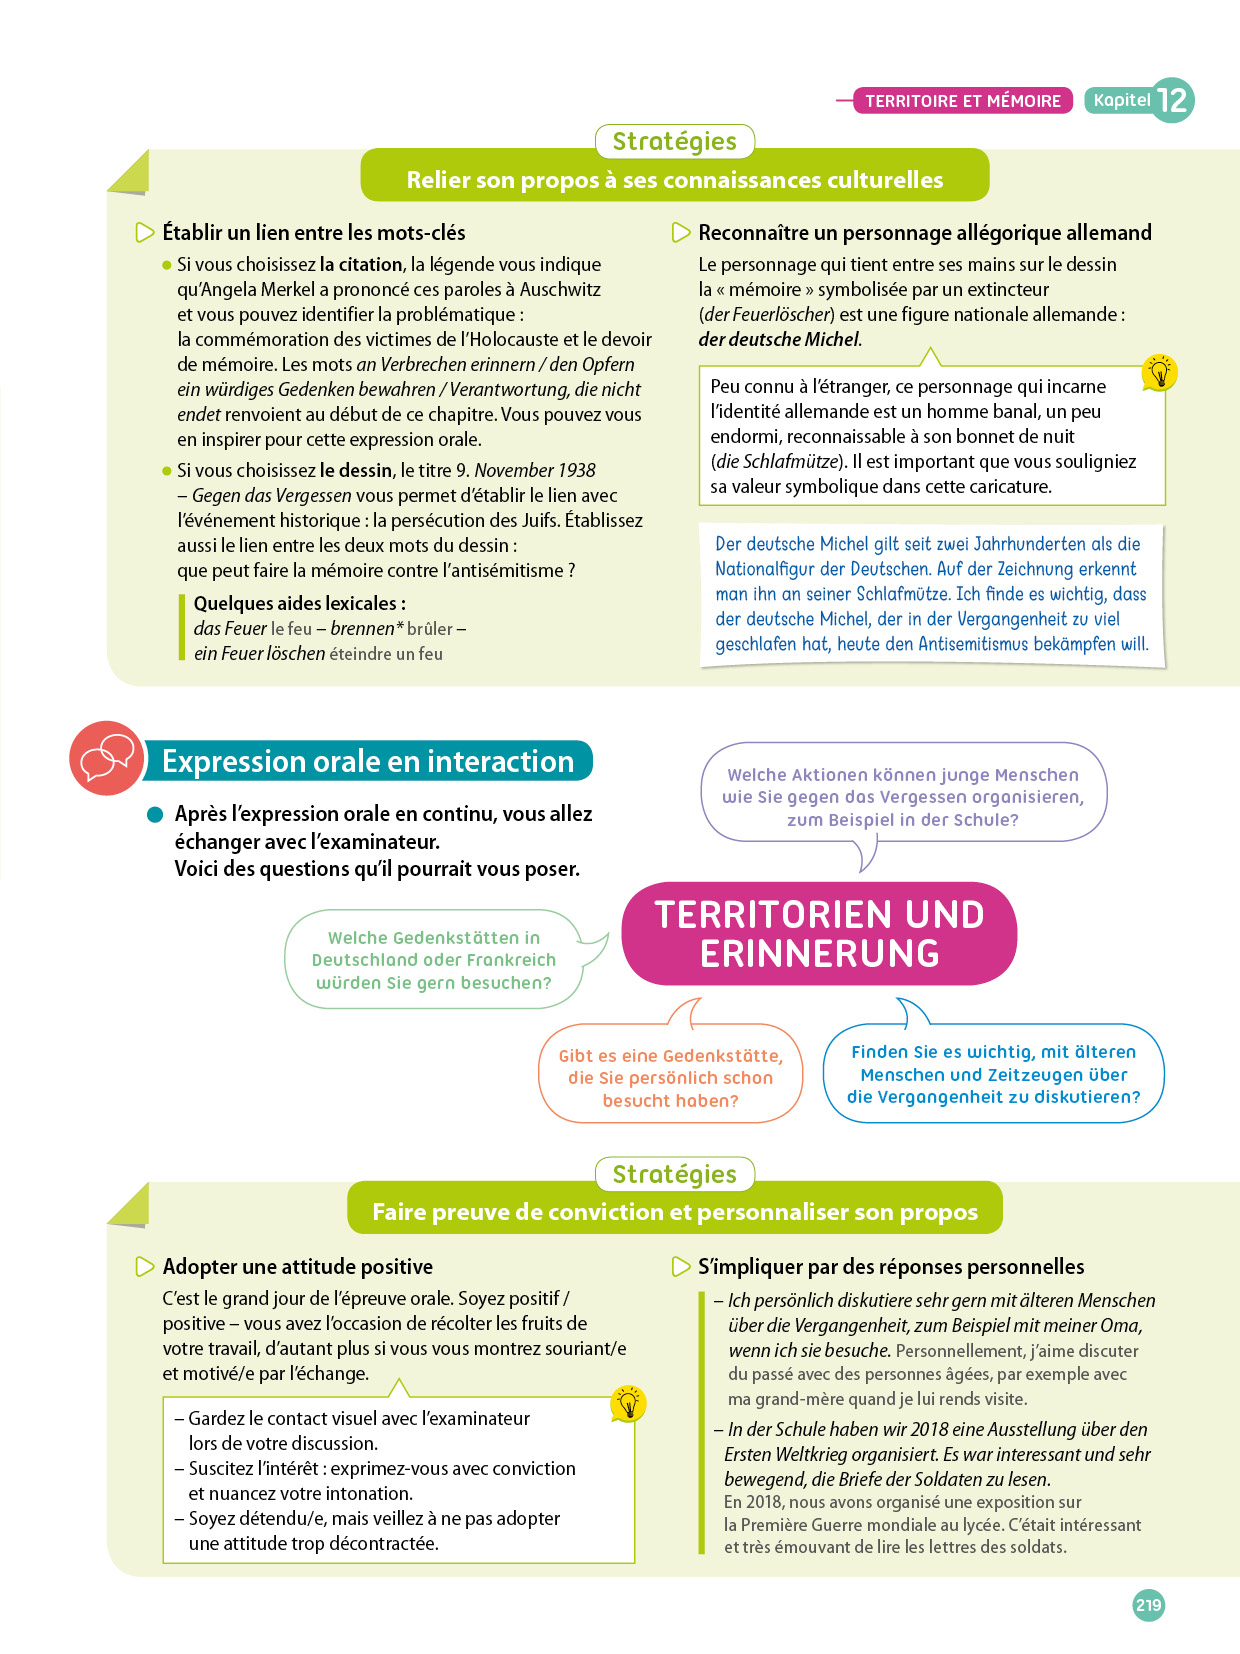 TERRITOIRE ET MÉMOIRE
Kapitel 12
Stratégies
Relier son propos à ses connaissances culturelles
Établir un lien entre les mots-clés
• Si vous choisissez la citation, la légende vous indique
qu'Angela Merkel a prononcé ces paroles à Auschwitz
et vous pouvez identifier la problématique :
la commémoration des victimes de l'Holocauste et le devoir
de mémoire. Les mots an Verbrechen erinnern / den Opfern
ein würdiges Gedenken bewahren / Verantwortung, die nicht
endet renvoient au début de ce chapitre. Vous pouvez vous
en inspirer pour cette expression orale.
• Si vous choisissez le dessin, le titre 9. November 1938
– Gegen das Vergessen vous permet d'établir le lien avec
l'événement historique : la persécution des Juifs. Établissez
aussi le lien entre les deux mots du dessin :
que peut faire la mémoire contre l'antisémitisme ?
Quelques aides lexicales :
das Feuer le feu – brennen* brûler –
ein Feuer löschen éteindre un feu
Reconnaître un personnage allégorique allemand
Le personnage qui tient entre ses mains sur le dessin
la « mémoire » symbolisée par un extincteur
(der Feuerlöscher) est une figure nationale allemande :
der deutsche Michel.
Peu connu à l'étranger, ce personnage qui incarne
l'identité allemande est un homme banal, un peu
endormi, reconnaissable à son bonnet de nuit
(die Schlafmütze). Il est important que vous souligniez
sa valeur symbolique dans cette caricature.
Der deutsche Michel gilt seit zwei Jahrhunderten als die
Nationalfigur der Deutschen. Auf der Zeichnung erkennt
man ihn an seiner Schlafmütze. Ich finde es wichtig, dass
der deutsche Michel, der in der Vergangenheit zu viel
geschlafen hat, heute den Antisemitismus bekämpfen will.
Expression orale en interaction
• Après l'expression orale en continu, vous allez
échanger avec l'examinateur.
Voici des questions qu'il pourrait vous poser.
Welche Aktionen können junge Menschen
wie Sie gegen das Vergessen organisieren,
zum Beispiel in der Schule?
TERRITORIEN UND
ERINNERUNG
Welche Gedenkstätten in
Deutschland oder Frankreich
würden Sie gern besuchen?
Gibt es eine Gedenkstätte,
die Sie persönlich schon
besucht haben?
Finden Sie es wichtig, mit älteren
Menschen und Zeitzeugen über
die Vergangenheit zu diskutieren?
Stratégies
Faire preuve de conviction et personnaliser son propos
Adopter une attitude positive
C'est le grand jour de l'épreuve orale. Soyez positif /
positive – vous avez l'occasion de récolter les fruits de
votre travail, d'autant plus si vous vous montrez souriant/e
et motivé/e par l'échange.
– Gardez le contact visuel avec l'examinateur
lors de votre discussion.
– Suscitez l'intérêt : exprimez-vous avec conviction
et nuancez votre intonation.
– Soyez détendu/e, mais veillez à ne pas adopter
une attitude trop décontractée.
S'impliquer par des réponses personnelles
– Ich persönlich diskutiere sehr gern mit älteren Menschen
über die Vergangenheit, zum Beispiel mit meiner Oma,
wenn ich sie besuche. Personnellement, j'aime discuter
du passé avec des personnes âgées, par exemple avec
ma grand-mère quand je lui rends visite.
– In der Schule haben wir 2018 eine Ausstellung über den
Ersten Weltkrieg organisiert. Es war interessant und sehr
bewegend, die Briefe der Soldaten zu lesen.
En 2018, nous avons organisé une exposition sur
la Première Guerre mondiale au lycée. C'était intéressant
et très émouvant de lire les lettres des soldats.
219